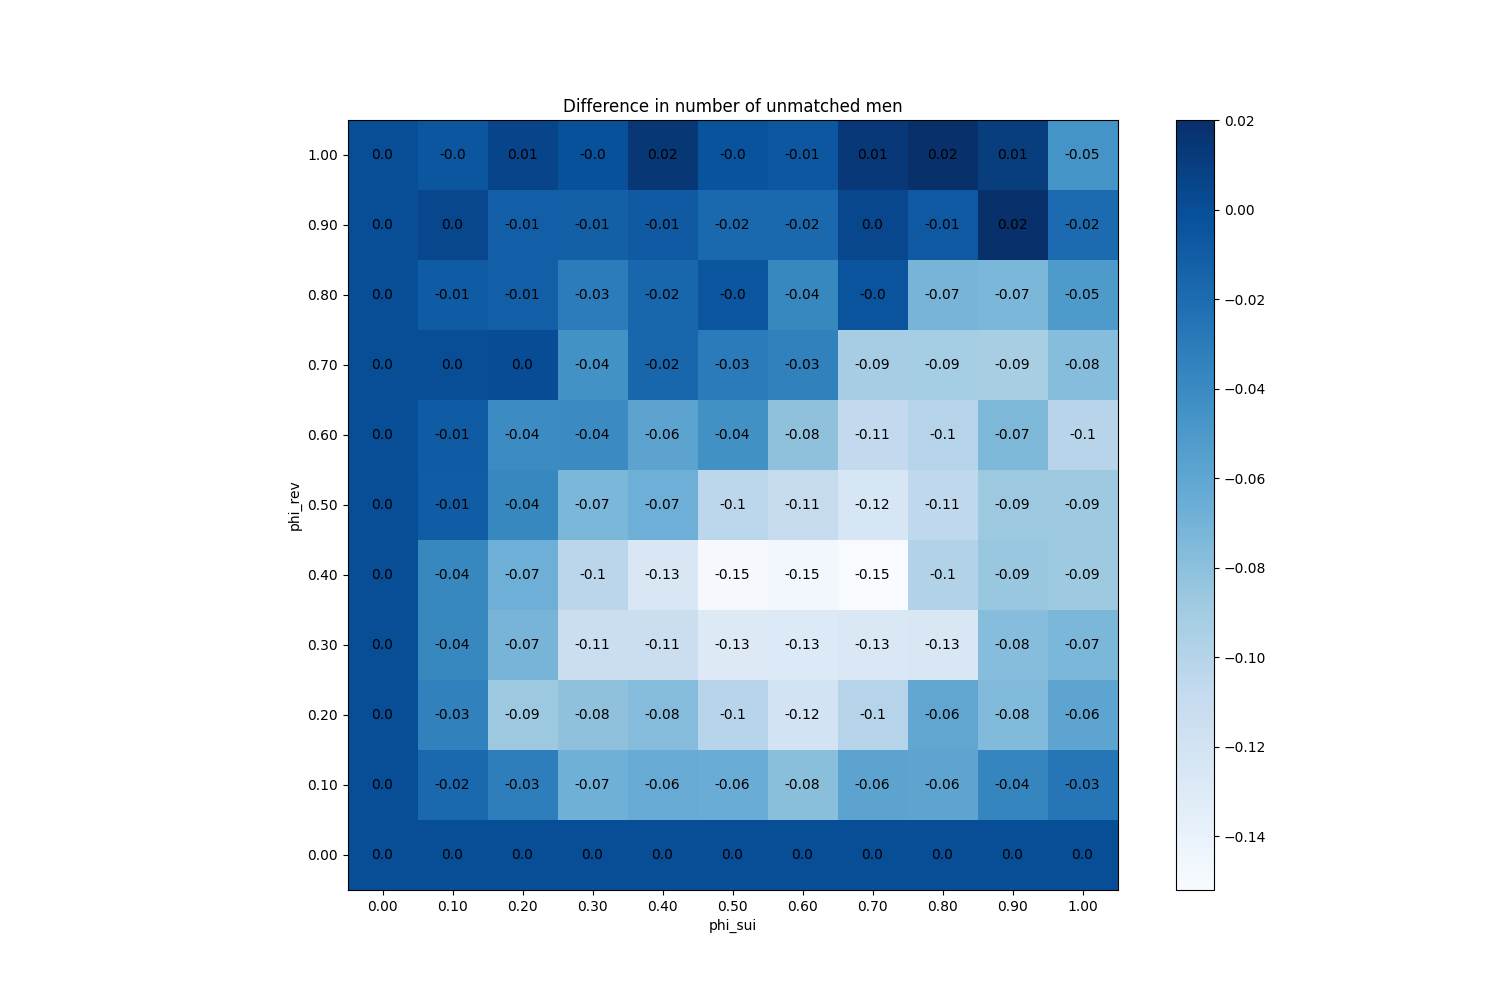 Difference in number of unmatched men
1.00 0.0 -0.0 0.01 -0.0 0.02 -0.0 -0.01 0.01 0.02 0.01 -0.05
0.90 0.0 0.0 -0.01 -0.01 -0.01 -0.02 -0.02 0.0 -0.01 0.02 -0.02
0.80 0.0 -0.01 -0.01 -0.03 -0.02 -0.0 -0.04 -0.0 -0.07 -0.07 -0.05
0.70 0.0 0.0 0.0 -0.04 -0.02 -0.03 -0.03 -0.09 -0.09 -0.09 -0.08
0.60 0.0 -0.01 -0.04 -0.04 -0.06 -0.04 -0.08 -0.11 -0.1 -0.07 -0.1
0.50 0.0 -0.01 -0.04 -0.07 -0.07 -0.1 -0.11 -0.12 -0.11 -0.09 -0.09
0.40 0.0 -0.04 -0.07 -0.1 -0.13 -0.15 -0.15 -0.15 -0.1 -0.09 -0.09
0.30 0.0 -0.04 -0.07 -0.11 -0.11 -0.13 -0.13 -0.13 -0.13 -0.08 -0.07
0.20 0.0 -0.03 -0.09 -0.08 -0.08 -0.1 -0.12 -0.1 -0.06 -0.08 -0.06
0.10 0.0 -0.02 -0.03 -0.07 -0.06 -0.06 -0.08 -0.06 -0.06 -0.04 -0.03
0.00 0.0 0.0 0.0 0.0 0.0 0.0 0.0 0.0 0.0 0.0 0.0
0.00 0.10 0.20 0.30 0.40 0.50 0.60 0.70 0.80 0.90 1.00
phi_sui
phi_rev
0.02
0.00
−0.02
−0.04
−0.06
−0.08
−0.10
−0.12
−0.14